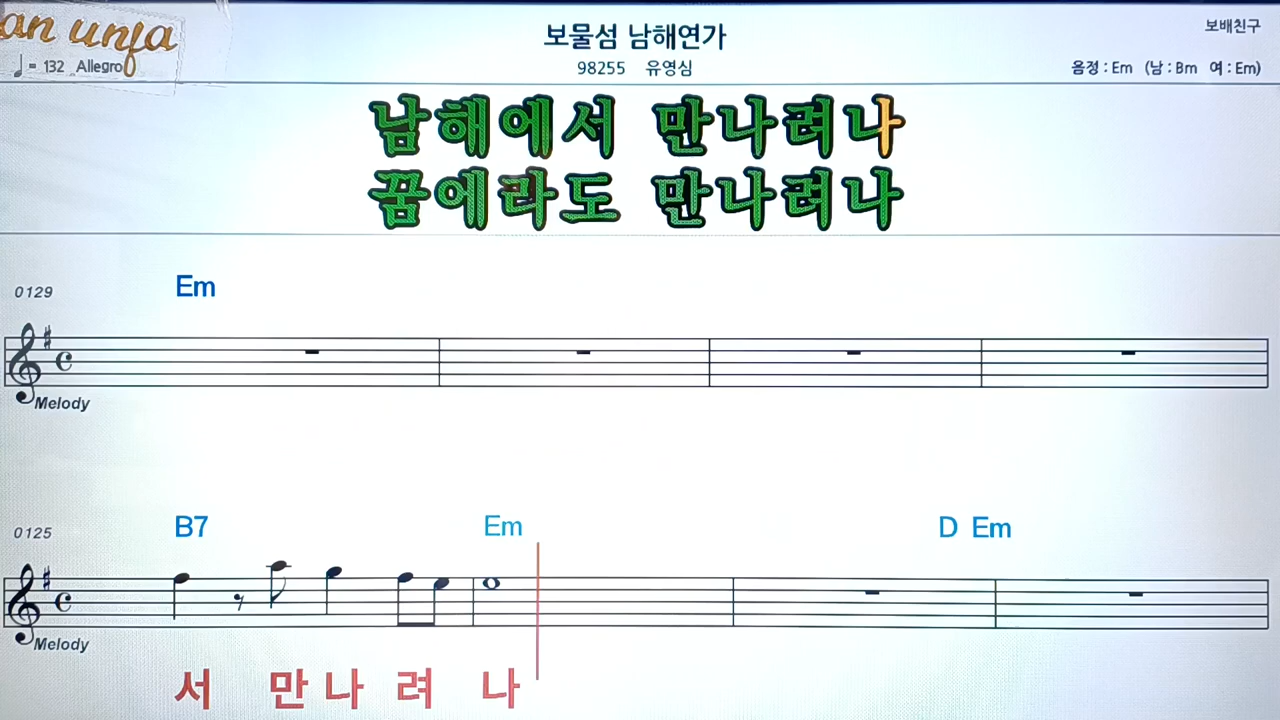 an unja
보물섬 남해연가
보배친구
♩= 132 Allegro
98255 유영심
음정 : Em (남 : Bm 여 : Em)
남해에서 만나려나
꿈에라도 만나려나
0129
Em
Melody
0125
B7 Em D Em
Melody
서 만 나 려 나